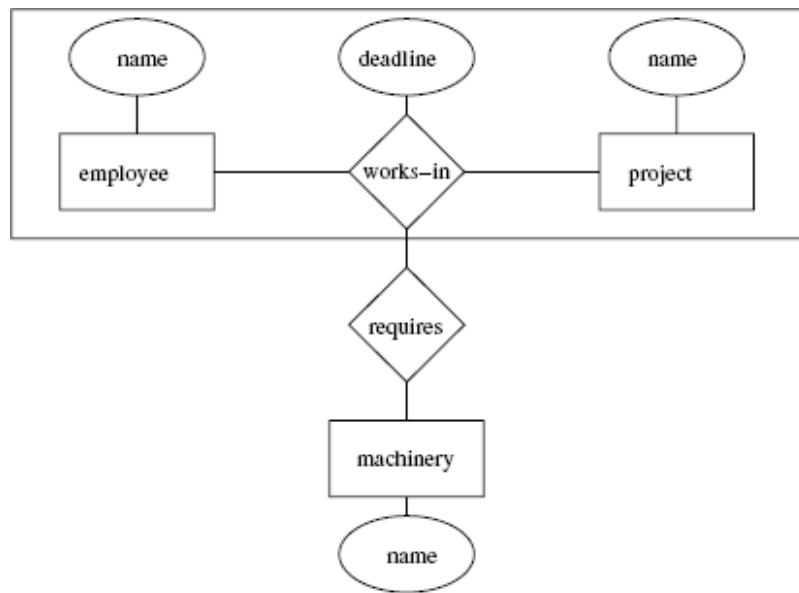 name
deadline
name
employee
works-in
project
requires
machinery
name